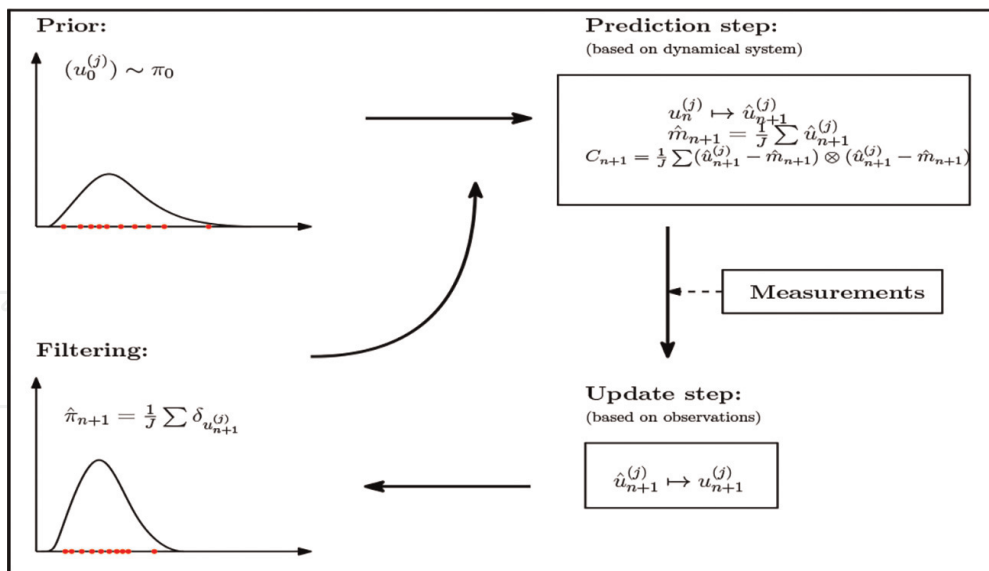 Prior:
(u_0^{(j)}) ∼ π_0
Prediction step:
(based on dynamical system)
u_n^{(j)} ↦ û_{n+1}^{(j)}
m̂_{n+1} = 1/J ∑ û_{n+1}^{(j)}
C_{n+1} = 1/J ∑(û_{n+1}^{(j)} − m̂_{n+1}) ⊗ (û_{n+1}^{(j)} − m̂_{n+1})
Measurements
Filtering:
π̂_{n+1} = 1/J ∑ δ_{u_{n+1}^{(j)}}
Update step:
(based on observations)
û_{n+1}^{(j)} ↦ u_{n+1}^{(j)}